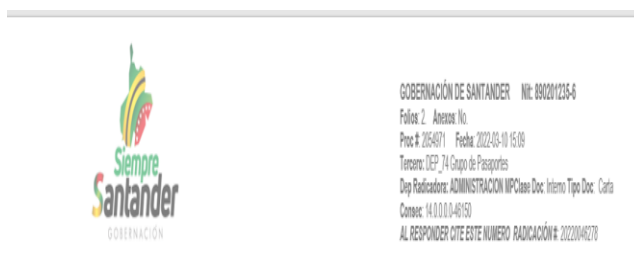 Siempre
Santander
GOBERNACIÓN
GOBERNACIÓN DE SANTANDER Nit: 890201235-6
Folios: 2. Anexos: No.
Proc #: 2054971 Fecha: 2022-03-10 15:09
Tercero: DEP_74 Grupo de Pasaportes
Dep Radicadora: ADMINISTRACION MPClase Doc: Interno Tipo Doc: Carta
Consec: 14.0.0.0.0-46150
AL RESPONDER CITE ESTE NUMERO RADICACIÓN #: 20220046278